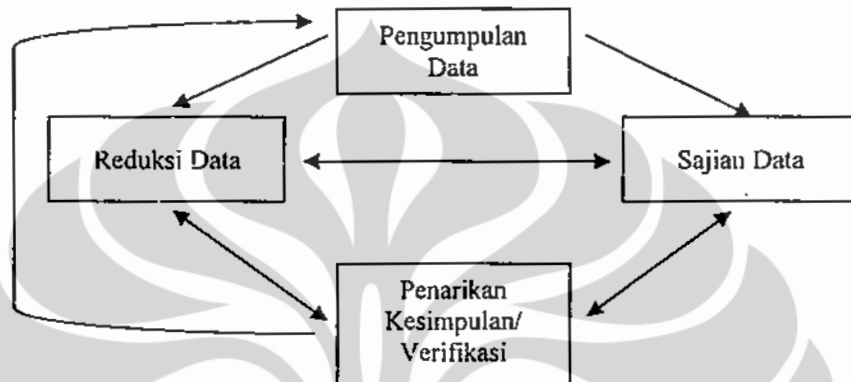 Pengumpulan
Data
Reduksi Data
Sajian Data
Penarikan
Kesimpulan/
Verifikasi